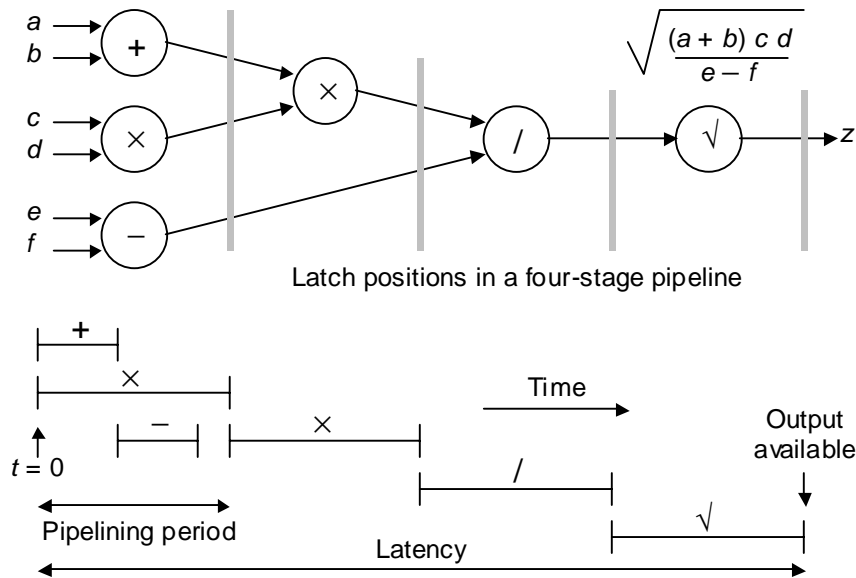 a
b
+
c
d
×
e
f
−
×
/
√
z
√ (a + b) c d
e − f
Latch positions in a four-stage pipeline
+
×
−
×
/
√
Time
Output
available
t = 0
Pipelining period
Latency